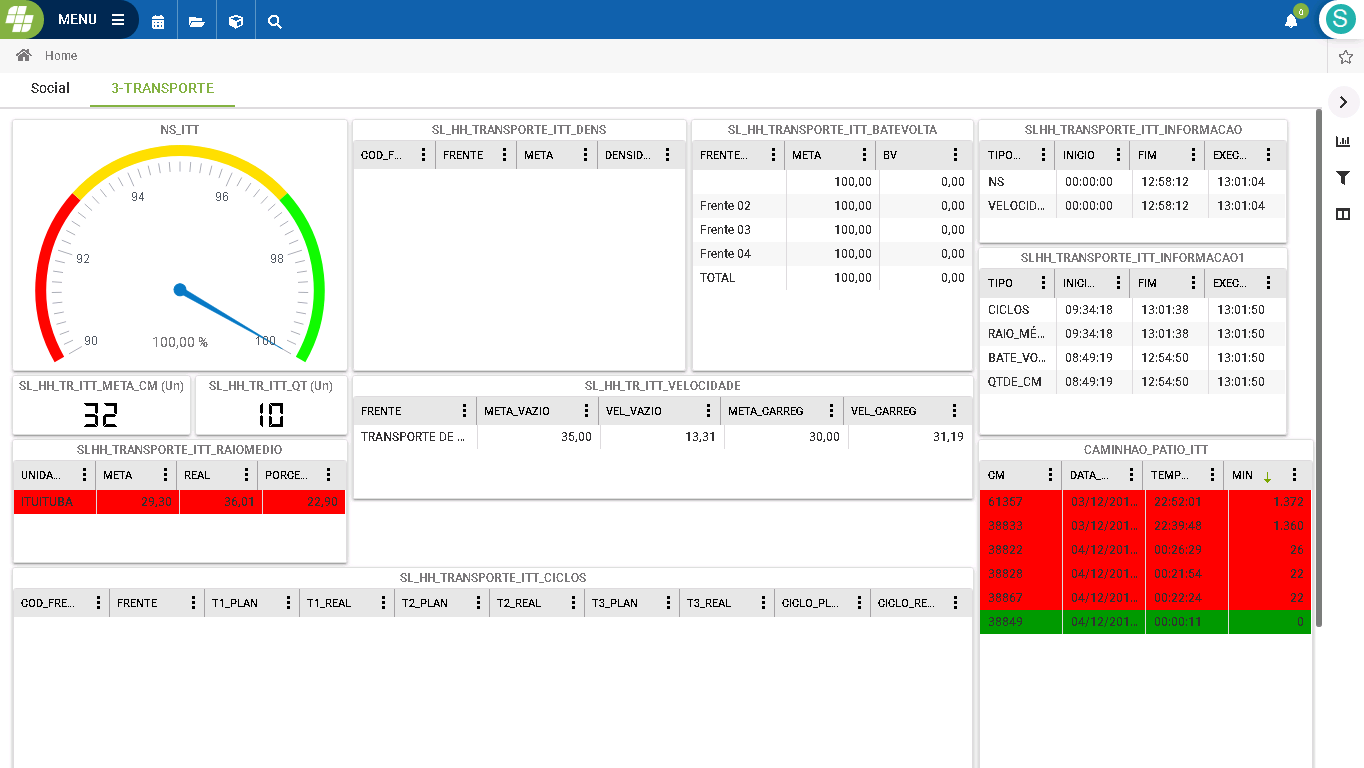 MENU
0
S
Home
Social 3-TRANSPORTE
NS_ITT
94 96
92 98
90 100
100,00 %
SL_HH_TRANSPORTE_ITT_DENS
COD_F... FRENTE META DENSID...
SL_HH_TRANSPORTE_ITT_BATEVOLTA
FRENTE... META BV
100,00 0,00
Frente 02 100,00 0,00
Frente 03 100,00 0,00
Frente 04 100,00 0,00
TOTAL 100,00 0,00
SLHH_TRANSPORTE_ITT_INFORMACAO
TIPO... INICIO FIM EXEC...
NS 00:00:00 12:58:12 13:01:04
VELOCID... 00:00:00 12:58:12 13:01:04
SLHH_TRANSPORTE_ITT_INFORMACAO1
TIPO INICI... FIM EXEC...
CICLOS 09:34:18 13:01:38 13:01:50
RAIO_MÉ... 09:34:18 13:01:38 13:01:50
BATE_VO... 08:49:19 12:54:50 13:01:50
QTDE_CM 08:49:19 12:54:50 13:01:50
SL_HH_TR_ITT_META_CM (Un)
32
SL_HH_TR_ITT_QT (Un)
10
SL_HH_TR_ITT_VELOCIDADE
FRENTE META_VAZIO VEL_VAZIO META_CARREG VEL_CARREG
TRANSPORTE DE ... 35,00 13,31 30,00 31,19
SLHH_TRANSPORTE_ITT_RAIOMEDIO
UNIDA... META REAL PORCE...
ITUITUBA 29,30 36,01 22,90
CAMINHAO_PATIO_ITT
CM DATA_... TEMP... MIN
61357 03/12/201... 22:52:01 1.372
38833 03/12/201... 22:39:48 1.360
38822 04/12/201... 00:26:29 26
38828 04/12/201... 00:21:54 22
38867 04/12/201... 00:22:24 22
38849 04/12/201... 00:00:11 0
SL_HH_TRANSPORTE_ITT_CICLOS
COD_FRE... FRENTE T1_PLAN T1_REAL T2_PLAN T2_REAL T3_PLAN T3_REAL CICLO_PL... CICLO_RE...